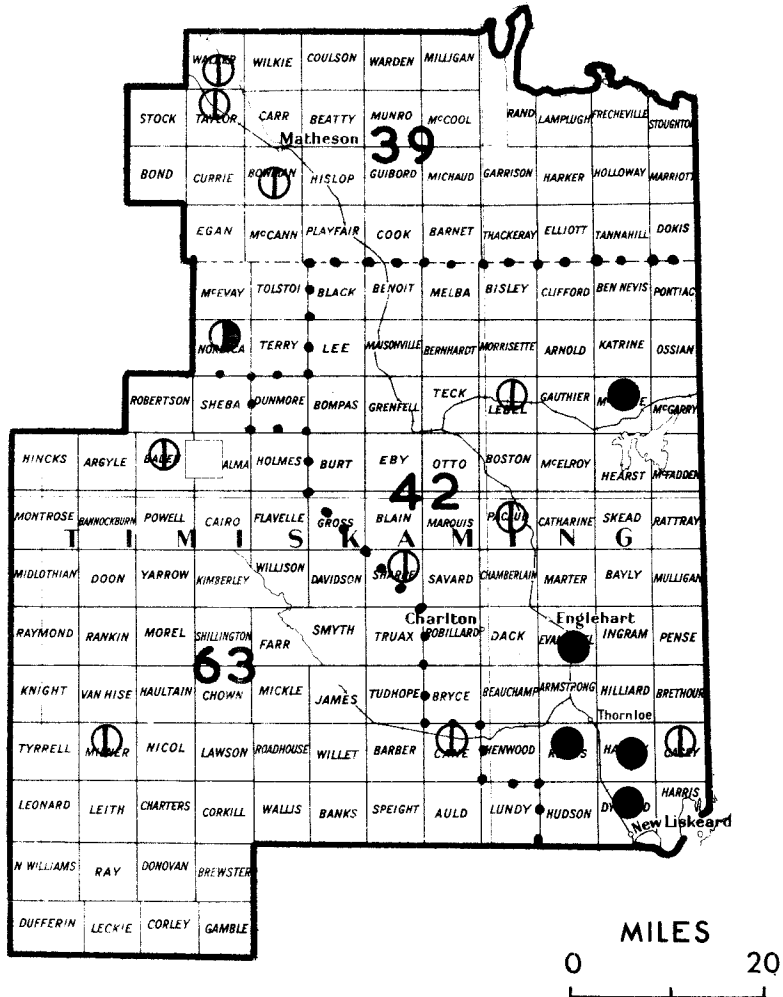 WILKIE COULSON WARDEN MILLIGAN
STOCK TAYLOR CARR BEATTY MUNRO McCOOL RAND LAMPLUGH FRECHEVILLE STOUGHTON
Matheson 39
BOND CURRIE BOWMAN HISLOP GUIBORD MICHAUD GARRISON HARKER HOLLOWAY MARRIOTT
EGAN McCANN PLAYFAIR COOK BARNET THACKERAY ELLIOTT TANNAHILL DOKIS
McEVAY TOLSTOI BLACK BENOIT MELBA BISLEY CLIFFORD BEN NEVIS PONTIAC
NORDICA TERRY LEE MAISONVILLE BERNHARDT MORRISETTE ARNOLD KATRINE OSSIAN
ROBERTSON SHEBA DUNMORE BOMPAS GRENFELL TECK LEBEL GAUTHIER McGARRY
HINCKS ARGYLE BADEN ALMA HOLMES BURT EBY OTTO BOSTON McELROY HEARST McFADDEN
42
MONTROSE BANNOCKBURN POWELL CAIRO FLAVELLE GROSS BLAIN MARQUIS PACAUD CATHARINE SKEAD RATTRAY
TIMISKAMING
MIDLOTHIAN DOON YARROW KIMBERLEY WILLISON DAVIDSON SHARPE SAVARD CHAMBERLAIN MARTER BAYLY MULLIGAN
Charlton Englehart
RAYMOND RANKIN MOREL SHILLINGTON FARR SMYTH TRUAX ROBILLARD DACK INGRAM PENSE
63
KNIGHT VAN HISE HAULTAIN CHOWN MICKLE JAMES TUDHOPE BRYCE BEAUCHAMP ARMSTRONG HILLIARD BRETHOUR
Thornloe
TYRRELL MILNER NICOL LAWSON ROADHOUSE WILLET BARBER CANE HENWOOD CASEY
LEONARD LEITH CHARTERS CORKILL WALLIS BANKS SPEIGHT AULD LUNDY HUDSON HARRIS
New Liskeard
N WILLIAMS RAY DONOVAN BREWSTER
DUFFERIN LECKIE CORLEY GAMBLE
MILES
0 20